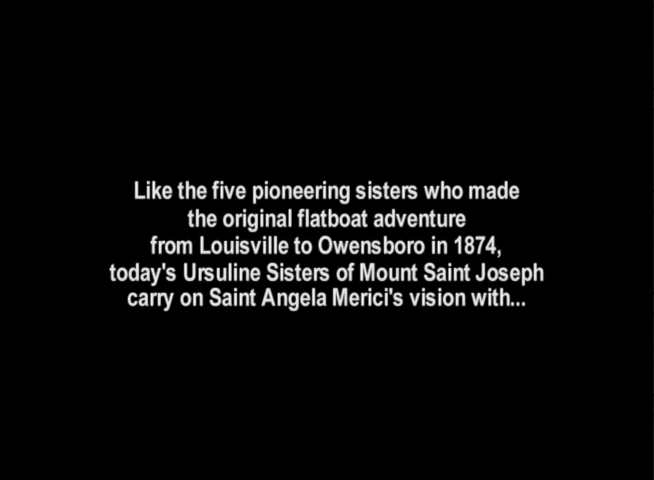 Like the five pioneering sisters who made
the original flatboat adventure
from Louisville to Owensboro in 1874,
today's Ursuline Sisters of Mount Saint Joseph
carry on Saint Angela Merici's vision with...